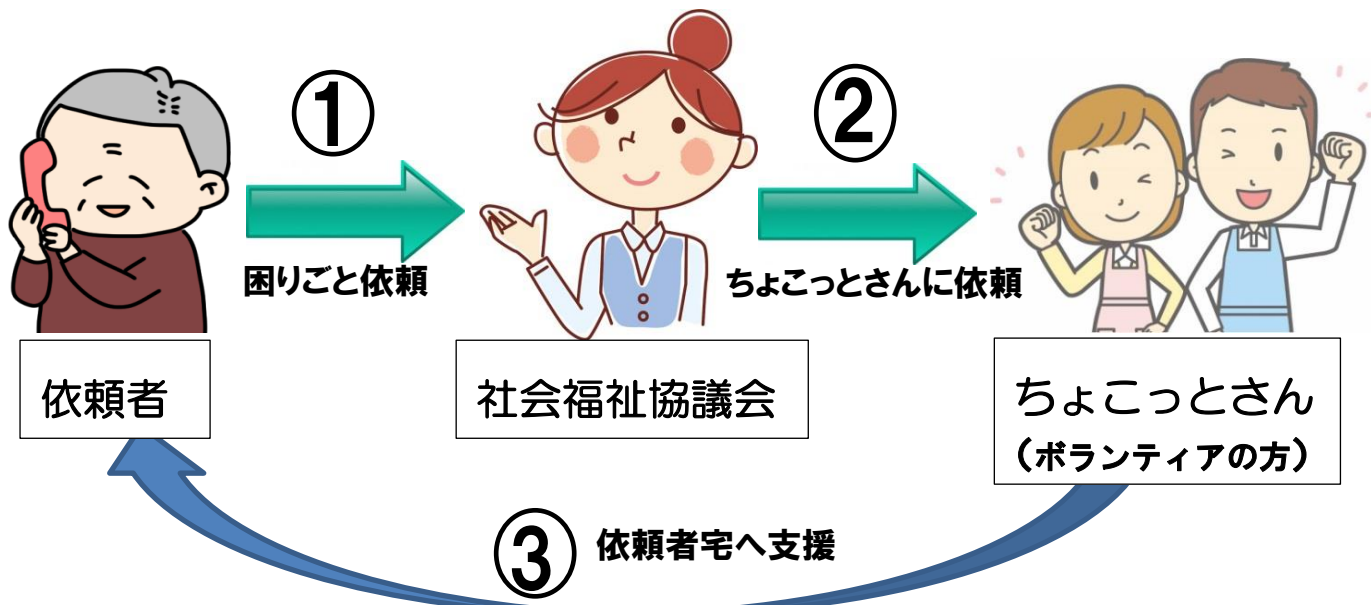 ①
困りごと依頼
②
ちょこっとさんに依頼
依頼者
社会福祉協議会
ちょこっとさん
（ボランティアの方）
③ 依頼者宅へ支援